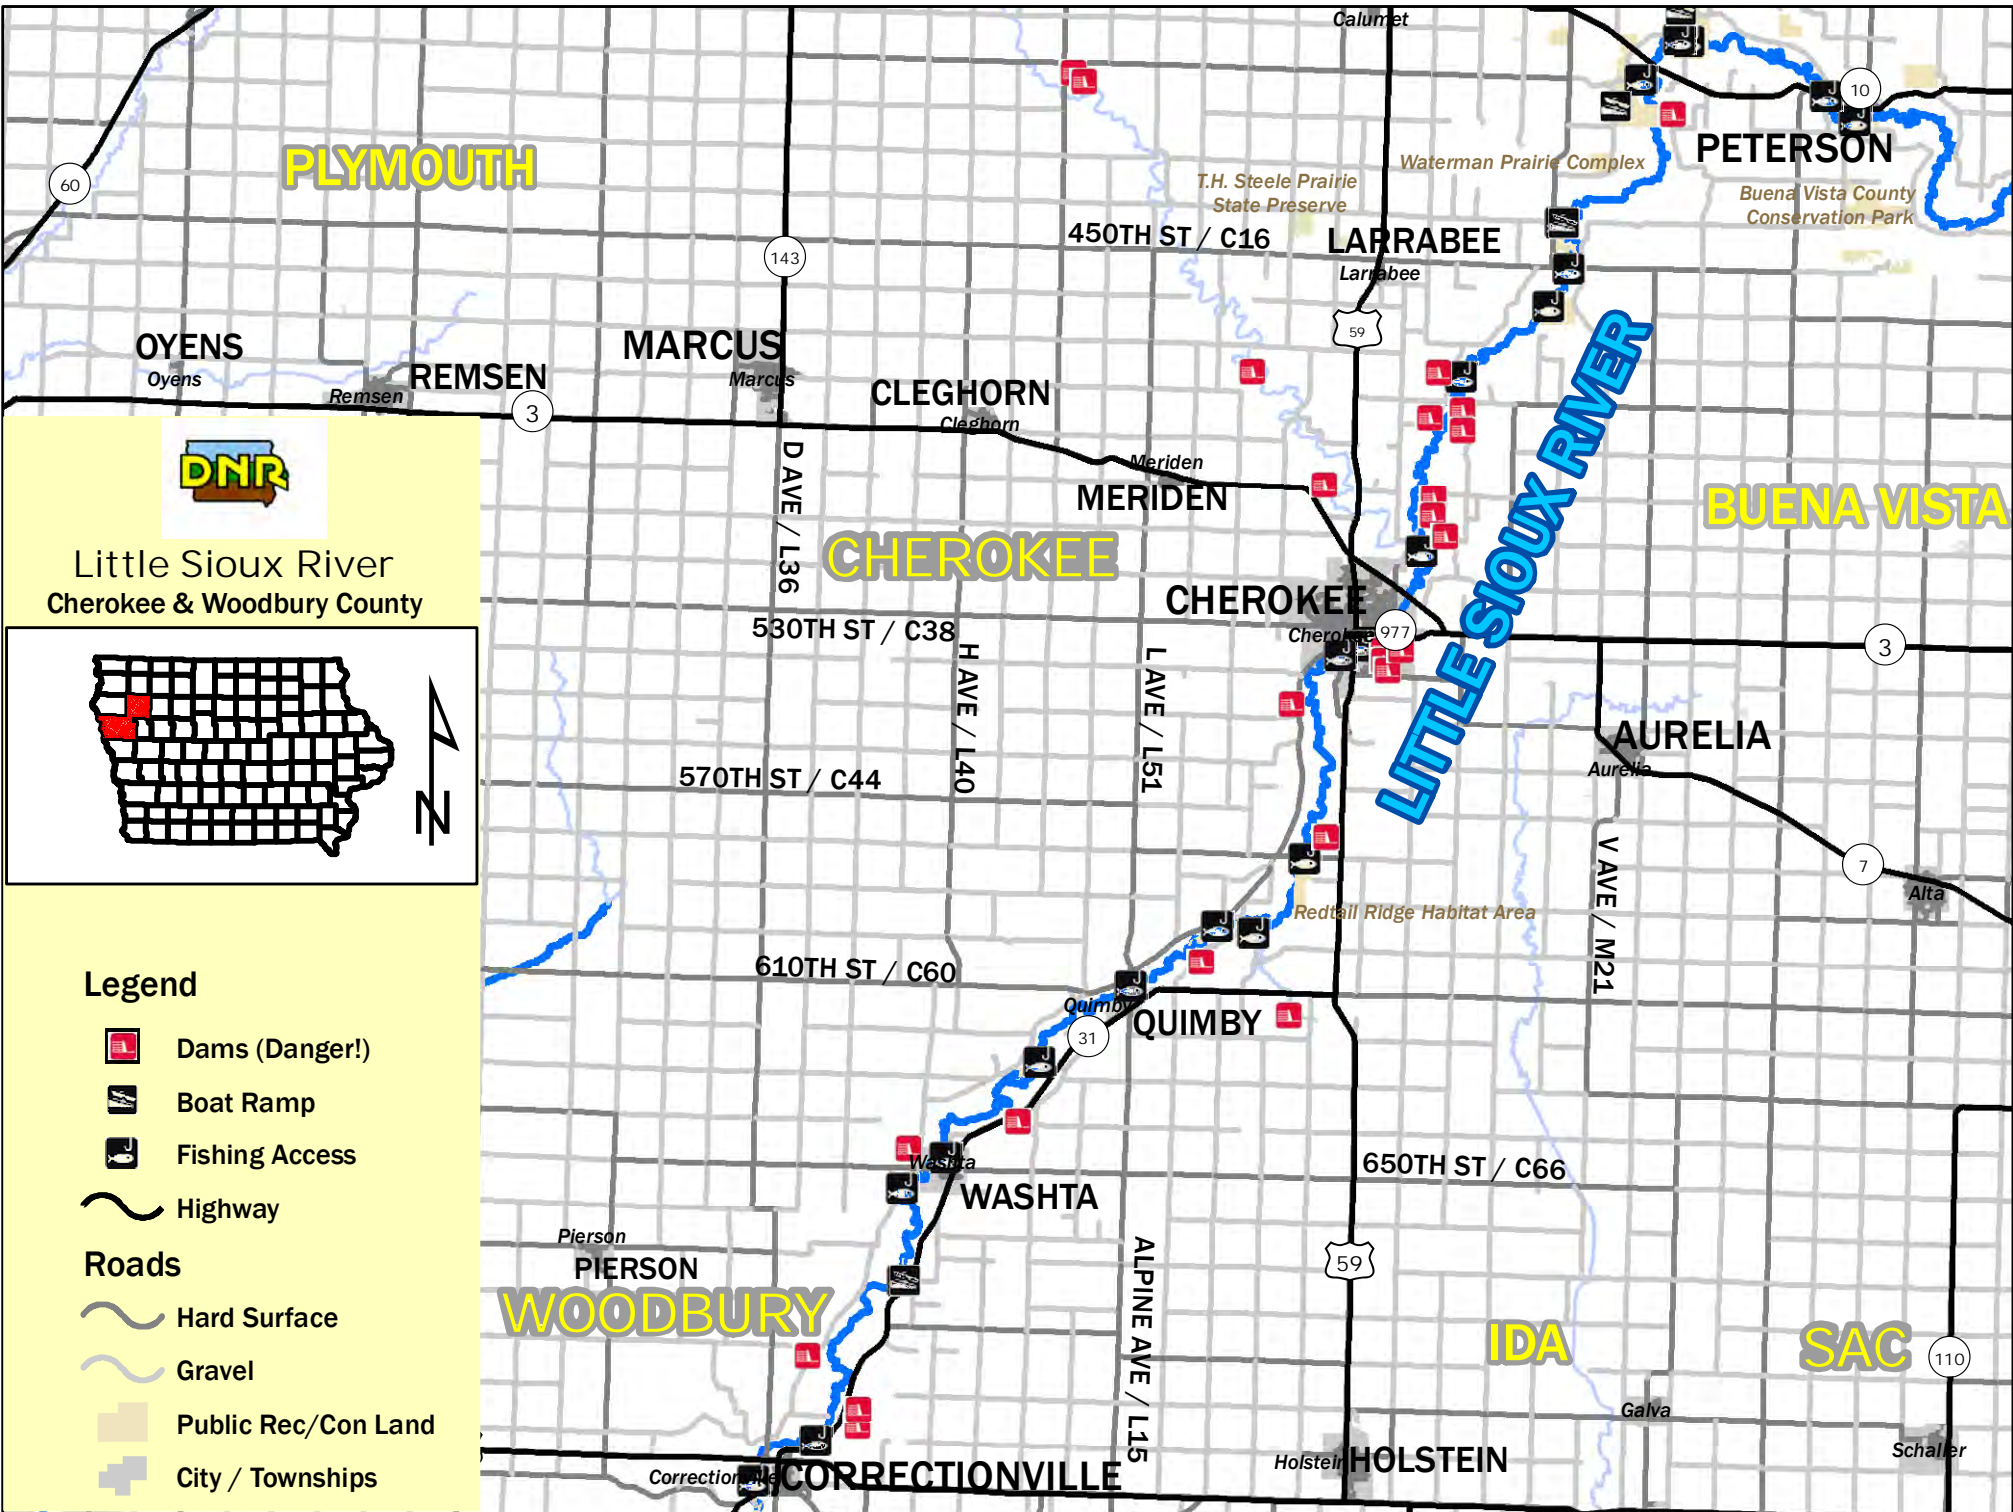 Calumet
10
PETERSON
PLYMOUTH
60
Waterman Prairie Complex
T.H. Steele Prairie
State Preserve
Buena Vista County
Conservation Park
450TH ST / C16
LARRABEE
Larrabee
143
59
OYENS
Oyens
MARCUS
Marcus
REMSEN
Remsen
3
CLEGHORN
Cleghorn
Meriden
MERIDEN
D AVE / L36
CHEROKEE
BUENA VISTA
LITTLE SIOUX RIVER
CHEROKEE
Cherokee
977
3
530TH ST / C38
H AVE / L40
L AVE / L51
AURELIA
Aurelia
570TH ST / C44
V AVE / M21
7
Alta
Redtail Ridge Habitat Area
610TH ST / C60
Quimby
QUIMBY
31
Washta
WASHTA
650TH ST / C66
Pierson
PIERSON
WOODBURY
ALPINE AVE / L15
59
IDA
SAC
110
Galva
Schaller
Holstein
HOLSTEIN
Correctionville
CORRECTIONVILLE
DNR
Little Sioux River
Cherokee & Woodbury County
N
Legend
Dams (Danger!)
Boat Ramp
Fishing Access
Highway
Roads
Hard Surface
Gravel
Public Rec/Con Land
City / Townships